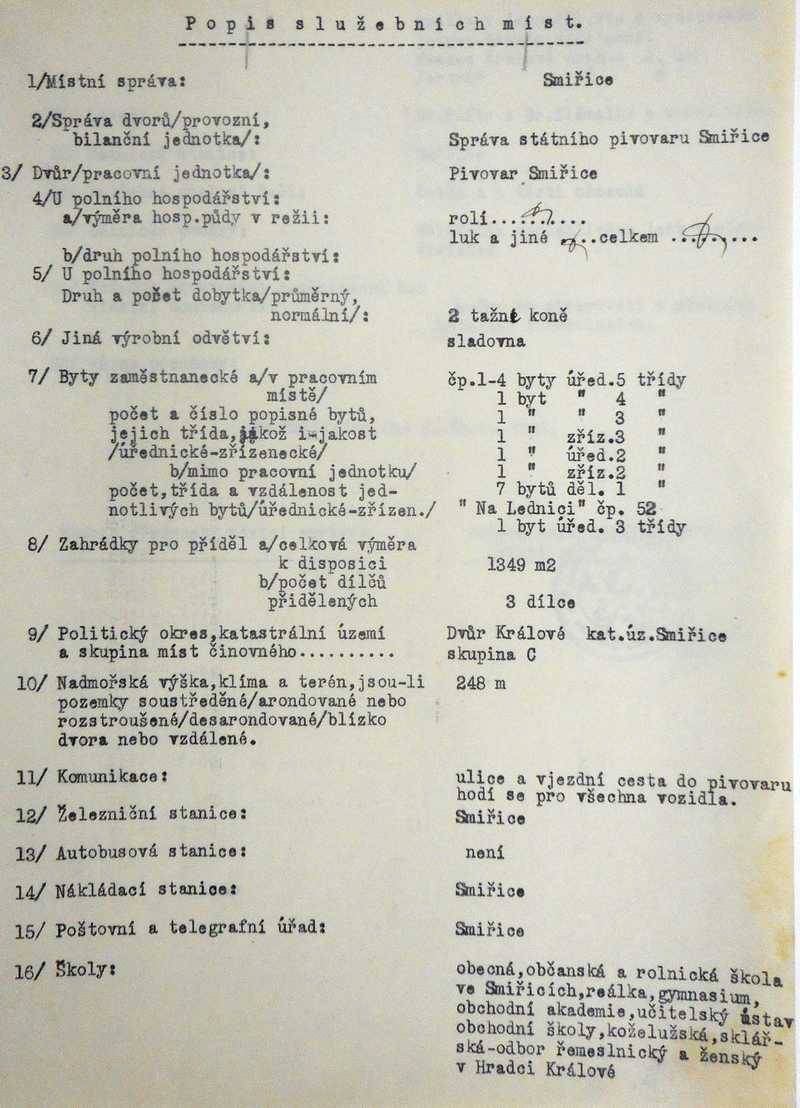 Popis služebních míst.
1/Místní správa: Smiřice
2/Správa dvorů/provozní,
bilanční jednotka/: Správa státního pivovaru Smiřice
3/ Dvůr/pracovní jednotka/: Pivovar Smiřice
4/U polního hospodářství:
a/výměra hosp.půdy v režii: rolí..........
luk a jiné ....celkem ........
b/druh polního hospodářství:
5/ U polního hospodářství:
Druh a počet dobytka/průměrný,
normální/: 2 tažní koně
6/ Jiná výrobní odvětví: sladovna
7/ Byty zaměstnanecké a/v pracovním čp.1-4 byty úřed.5 třídy
místě/ 1 byt " 4 "
počet a číslo popisné bytů, 1 " " 3 "
jejich třída,jakož i-jakost 1 " zříz.3 "
/úřednické-zřízenecké/ 1 " úřed.2 "
b/mimo pracovní jednotku/ 1 " zříz.2 "
počet,třída a vzdálenost jed- 7 bytů děl. 1 "
notlivých bytů/úřednické-zřízen./ " Na Lednici" čp. 52
1 byt úřed. 3 třídy
8/ Zahrádky pro příděl a/celková výměra
k disposici 1349 m2
b/počet dílců
přidělených 3 dílce
9/ Politický okres,katastrální území Dvůr Králové kat.úz.Smiřice
a skupina míst činovného.......... skupina C
10/ Nadmořská výška,klíma a terén,jsou-li 248 m
pozemky soustředěné/arondované nebo
rozstroušené/desarondované/blízko
dvora nebo vzdálené.
11/ Komunikace: ulice a vjezdní cesta do pivovaru
hodí se pro všechna vozidla.
12/ Železniční stanice: Smiřice
13/ Autobusová stanice: není
14/ Nákládací stanice: Smiřice
15/ Poštovní a telegrafní úřad: Smiřice
16/ Školy: obecná,občanská a rolnická škola
ve Smiřicích,reálka,gymnasium,
obchodní akademie,učitelský ústav
obchodní školy,koželužská,sklář-
ská-odbor řemeslnický a ženský
v Hradci Králové